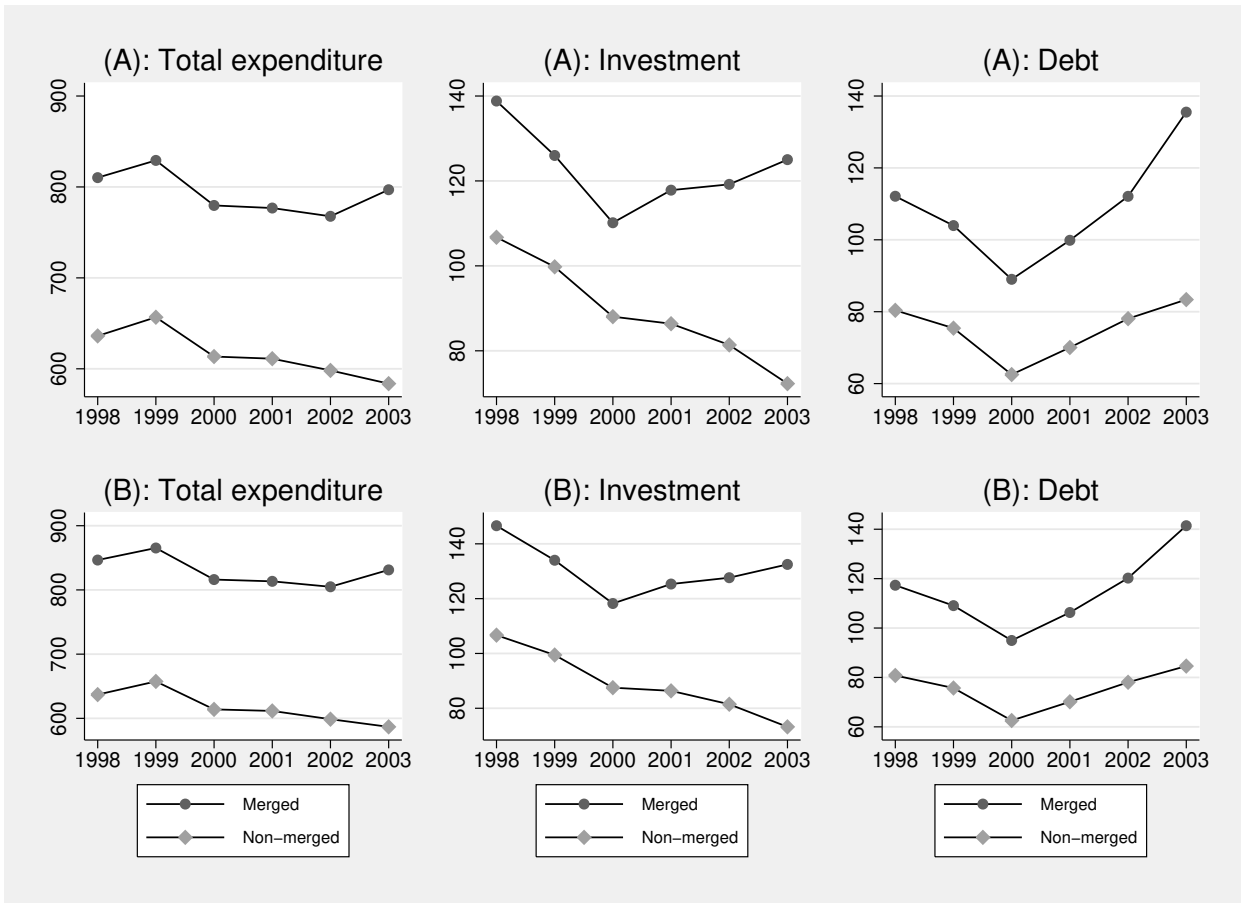 (A): Total expenditure
900
800
700
600
1998 1999 2000 2001 2002 2003
(A): Investment
140
120
100
80
1998 1999 2000 2001 2002 2003
(A): Debt
140
120
100
80
60
1998 1999 2000 2001 2002 2003
(B): Total expenditure
900
800
700
600
1998 1999 2000 2001 2002 2003
Merged
Non−merged
(B): Investment
140
120
100
80
1998 1999 2000 2001 2002 2003
Merged
Non−merged
(B): Debt
140
120
100
80
60
1998 1999 2000 2001 2002 2003
Merged
Non−merged